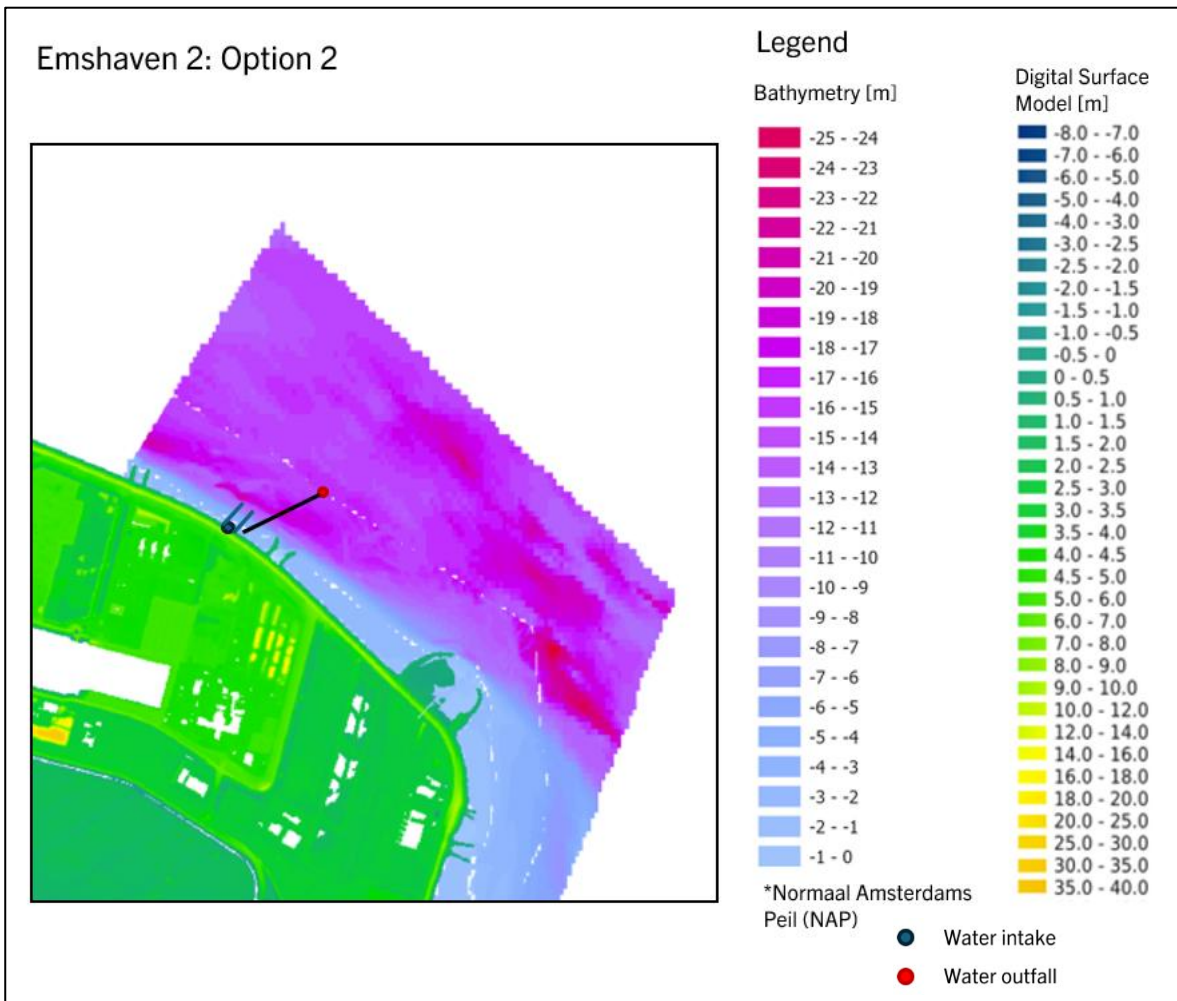 Emshaven 2: Option 2
Legend
Bathymetry [m]
-25 - -24
-24 - -23
-23 - -22
-22 - -21
-21 - -20
-20 - -19
-19 - -18
-18 - -17
-17 - -16
-16 - -15
-15 - -14
-14 - -13
-13 - -12
-12 - -11
-11 - -10
-10 - -9
-9 - -8
-8 - -7
-7 - -6
-6 - -5
-5 - -4
-4 - -3
-3 - -2
-2 - -1
-1 - 0
*Normaal Amsterdams
Peil (NAP)
Digital Surface
Model [m]
-8.0 - -7.0
-7.0 - -6.0
-6.0 - -5.0
-5.0 - -4.0
-4.0 - -3.0
-3.0 - -2.5
-2.5 - -2.0
-2.0 - -1.5
-1.5 - -1.0
-1.0 - -0.5
-0.5 - 0
0 - 0.5
0.5 - 1.0
1.0 - 1.5
1.5 - 2.0
2.0 - 2.5
2.5 - 3.0
3.0 - 3.5
3.5 - 4.0
4.0 - 4.5
4.5 - 5.0
5.0 - 6.0
6.0 - 7.0
7.0 - 8.0
8.0 - 9.0
9.0 - 10.0
10.0 - 12.0
12.0 - 14.0
14.0 - 16.0
16.0 - 18.0
18.0 - 20.0
20.0 - 25.0
25.0 - 30.0
30.0 - 35.0
35.0 - 40.0
Water intake
Water outfall